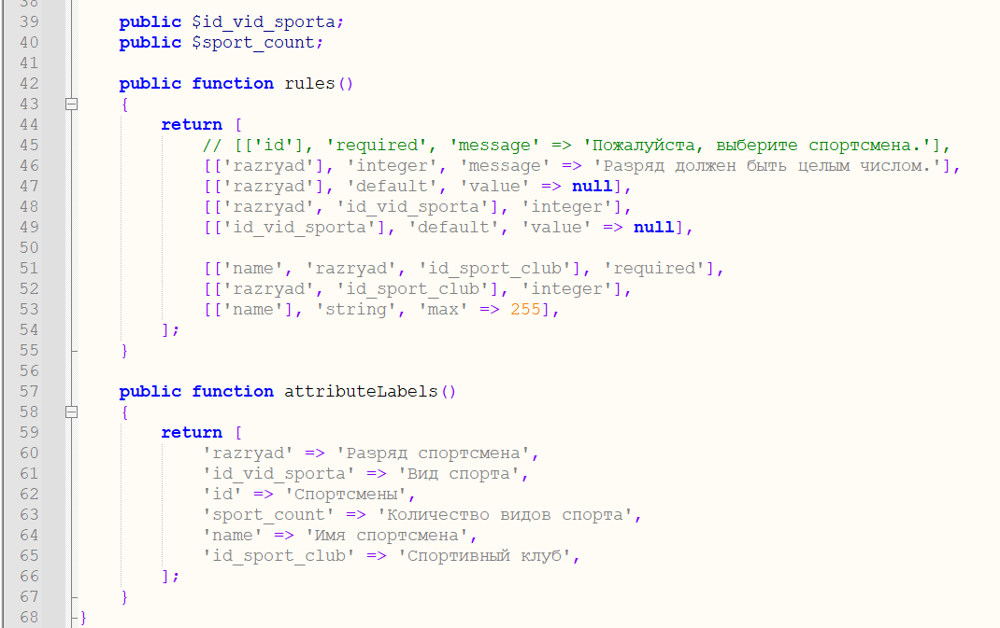 38
39 public $id_vid_sporta;
40 public $sport_count;
41
42 public function rules()
43 {
44 return [
45 // [['id'], 'required', 'message' => 'Пожалуйста, выберите спортсмена.'],
46 [['razryad'], 'integer', 'message' => 'Разряд должен быть целым числом.'],
47 [['razryad'], 'default', 'value' => null],
48 [['razryad', 'id_vid_sporta'], 'integer'],
49 [['id_vid_sporta'], 'default', 'value' => null],
50
51 [['name', 'razryad', 'id_sport_club'], 'required'],
52 [['razryad', 'id_sport_club'], 'integer'],
53 [['name'], 'string', 'max' => 255],
54 ];
55 }
56
57 public function attributeLabels()
58 {
59 return [
60 'razryad' => 'Разряд спортсмена',
61 'id_vid_sporta' => 'Вид спорта',
62 'id' => 'Спортсмены',
63 'sport_count' => 'Количество видов спорта',
64 'name' => 'Имя спортсмена',
65 'id_sport_club' => 'Спортивный клуб',
66 ];
67 }
68 }